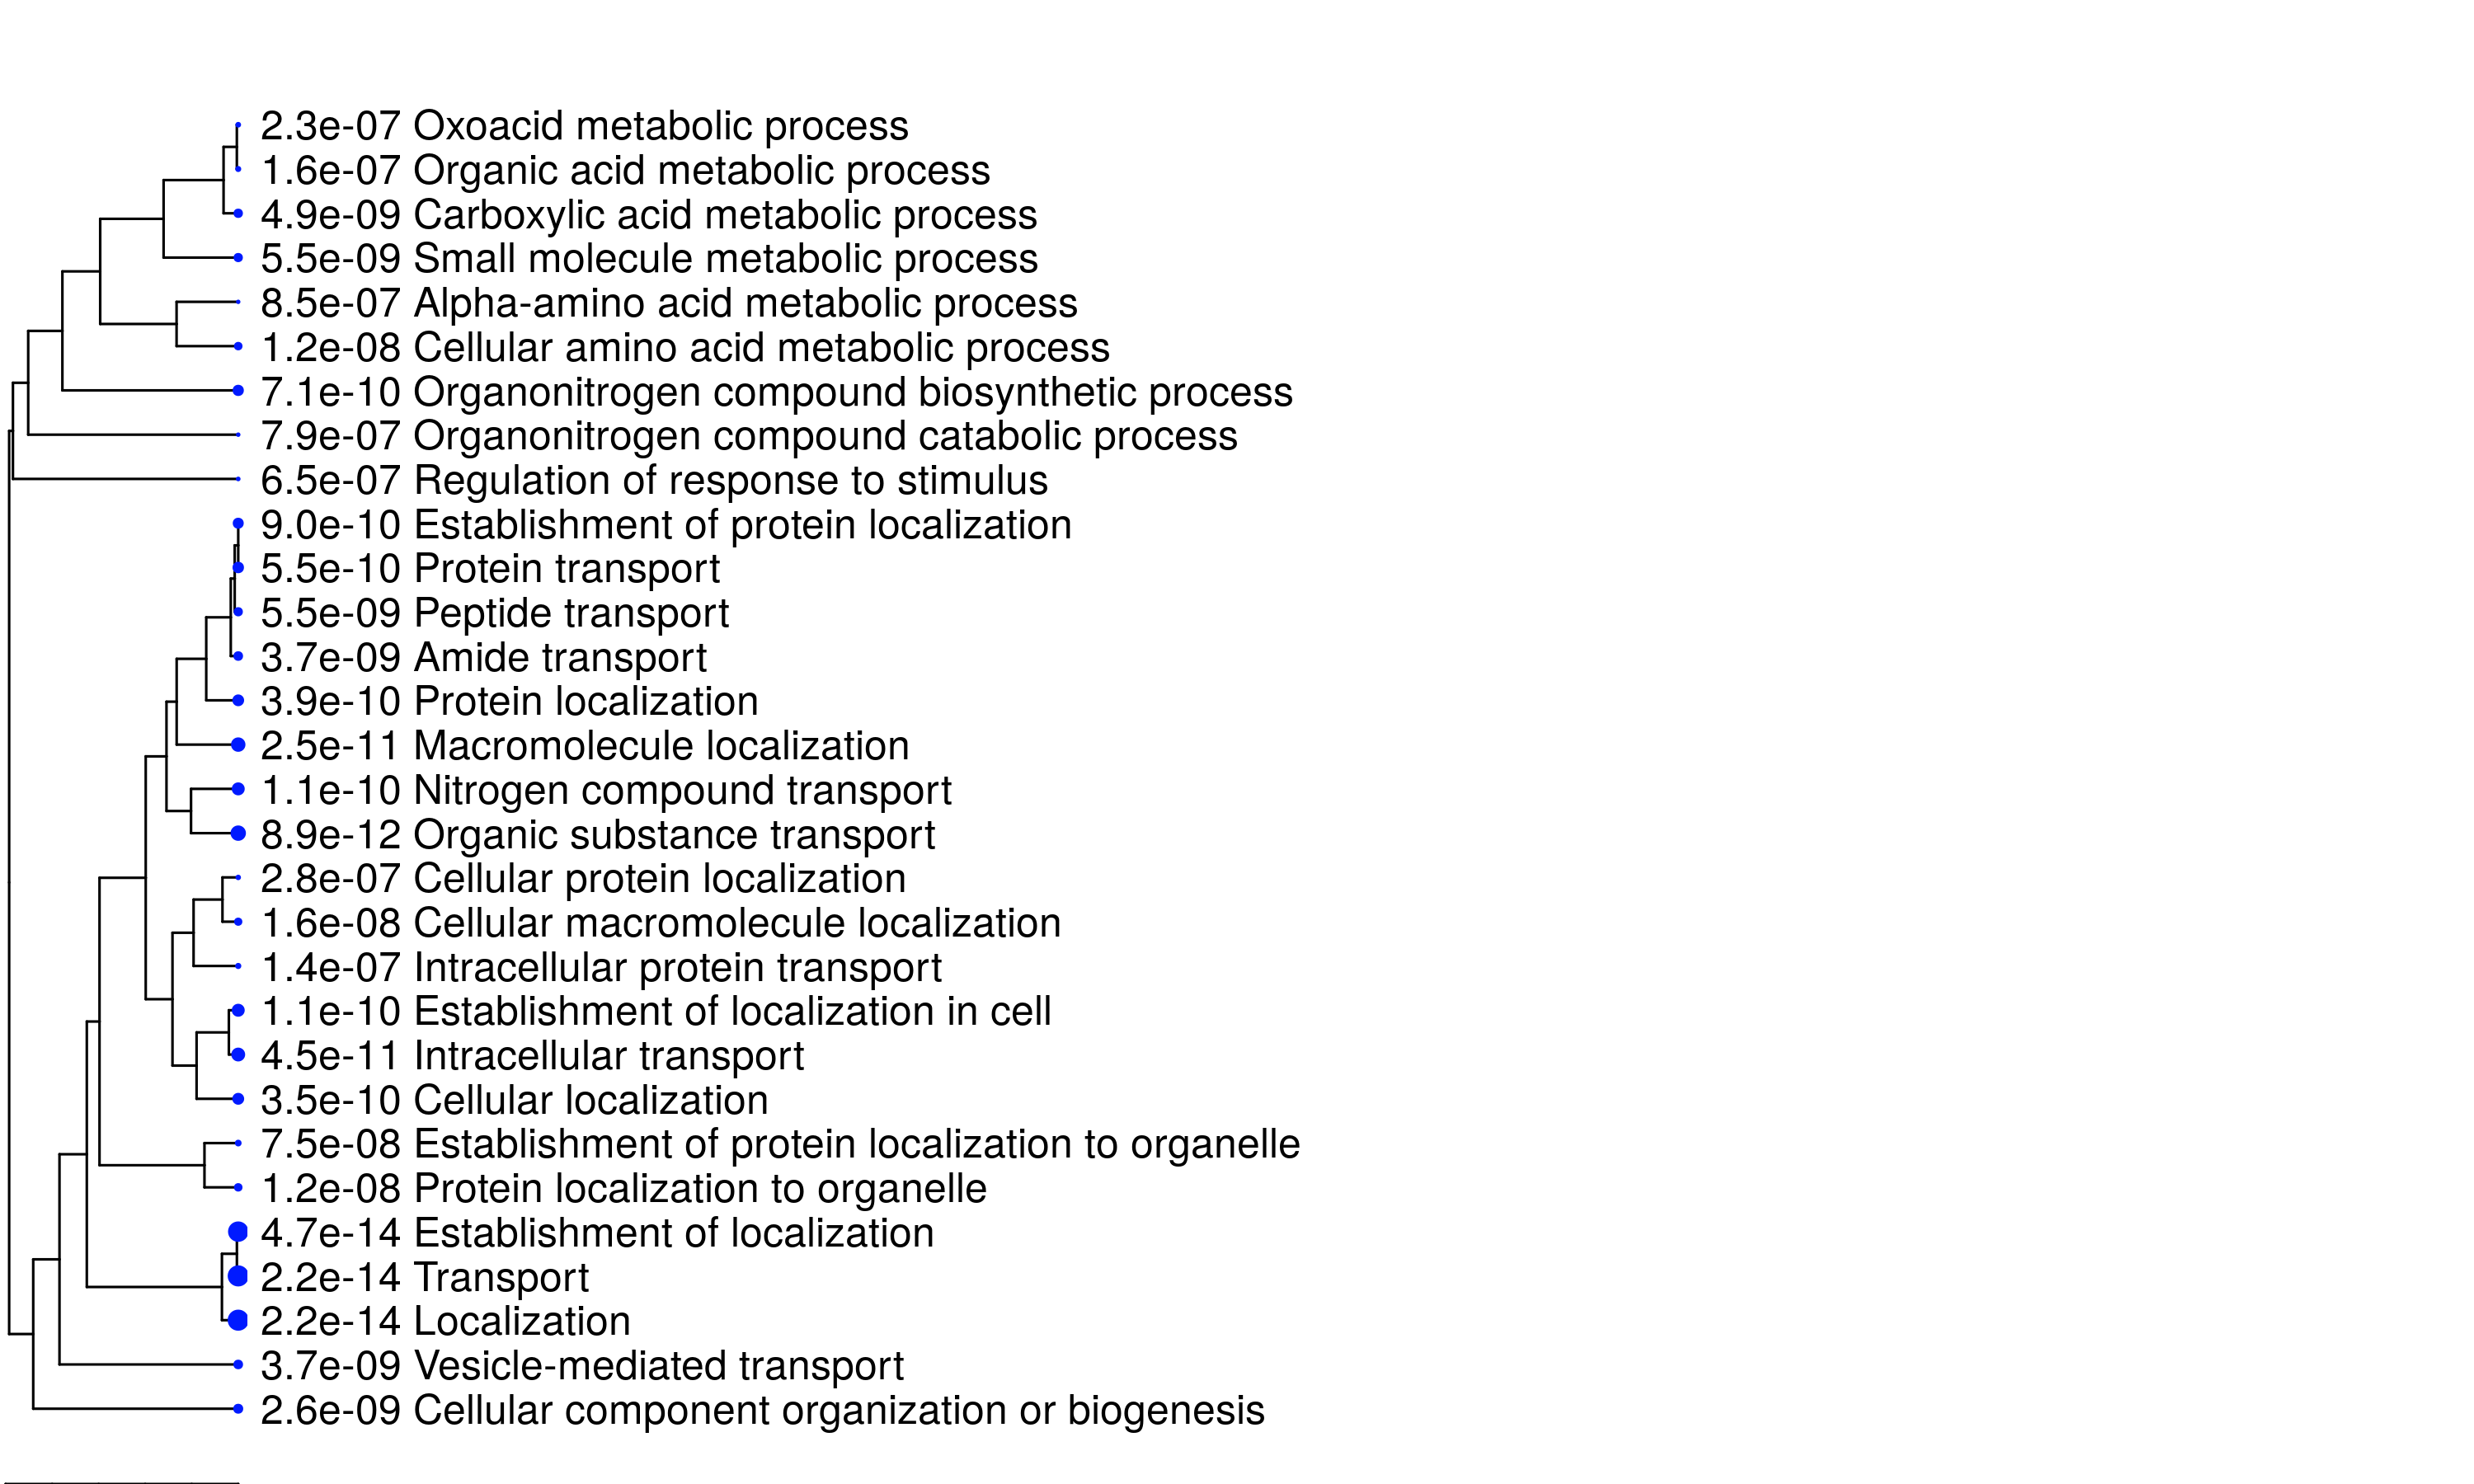 2.3e-07 Oxoacid metabolic process
1.6e-07 Organic acid metabolic process
4.9e-09 Carboxylic acid metabolic process
5.5e-09 Small molecule metabolic process
8.5e-07 Alpha-amino acid metabolic process
1.2e-08 Cellular amino acid metabolic process
7.1e-10 Organonitrogen compound biosynthetic process
7.9e-07 Organonitrogen compound catabolic process
6.5e-07 Regulation of response to stimulus
9.0e-10 Establishment of protein localization
5.5e-10 Protein transport
5.5e-09 Peptide transport
3.7e-09 Amide transport
3.9e-10 Protein localization
2.5e-11 Macromolecule localization
1.1e-10 Nitrogen compound transport
8.9e-12 Organic substance transport
2.8e-07 Cellular protein localization
1.6e-08 Cellular macromolecule localization
1.4e-07 Intracellular protein transport
1.1e-10 Establishment of localization in cell
4.5e-11 Intracellular transport
3.5e-10 Cellular localization
7.5e-08 Establishment of protein localization to organelle
1.2e-08 Protein localization to organelle
4.7e-14 Establishment of localization
2.2e-14 Transport
2.2e-14 Localization
3.7e-09 Vesicle-mediated transport
2.6e-09 Cellular component organization or biogenesis